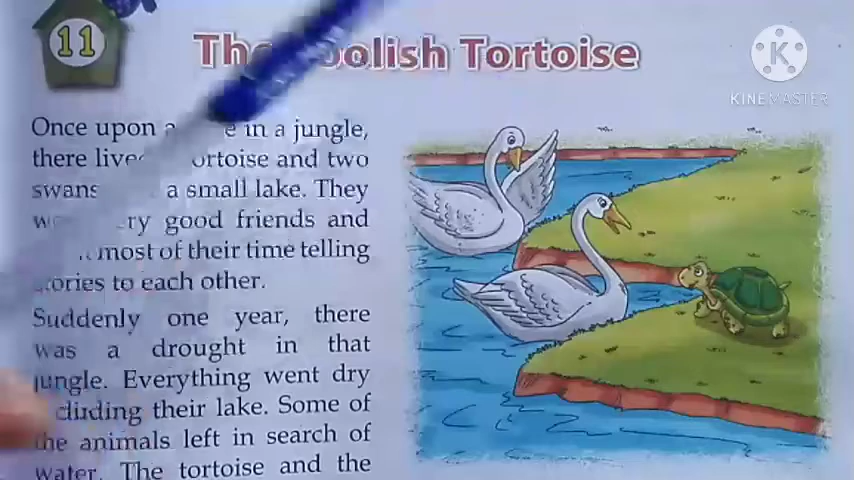 11
Th olish Tortoise
KINEMASTER
Once upon a e in a jungle,
there live ortoise and two
swans a small lake. They
w ry good friends and
most of their time telling
stories to each other.
Suddenly one year, there
was a drought in that
jungle. Everything went dry
cluding their lake. Some of
the animals left in search of
water. The tortoise and the